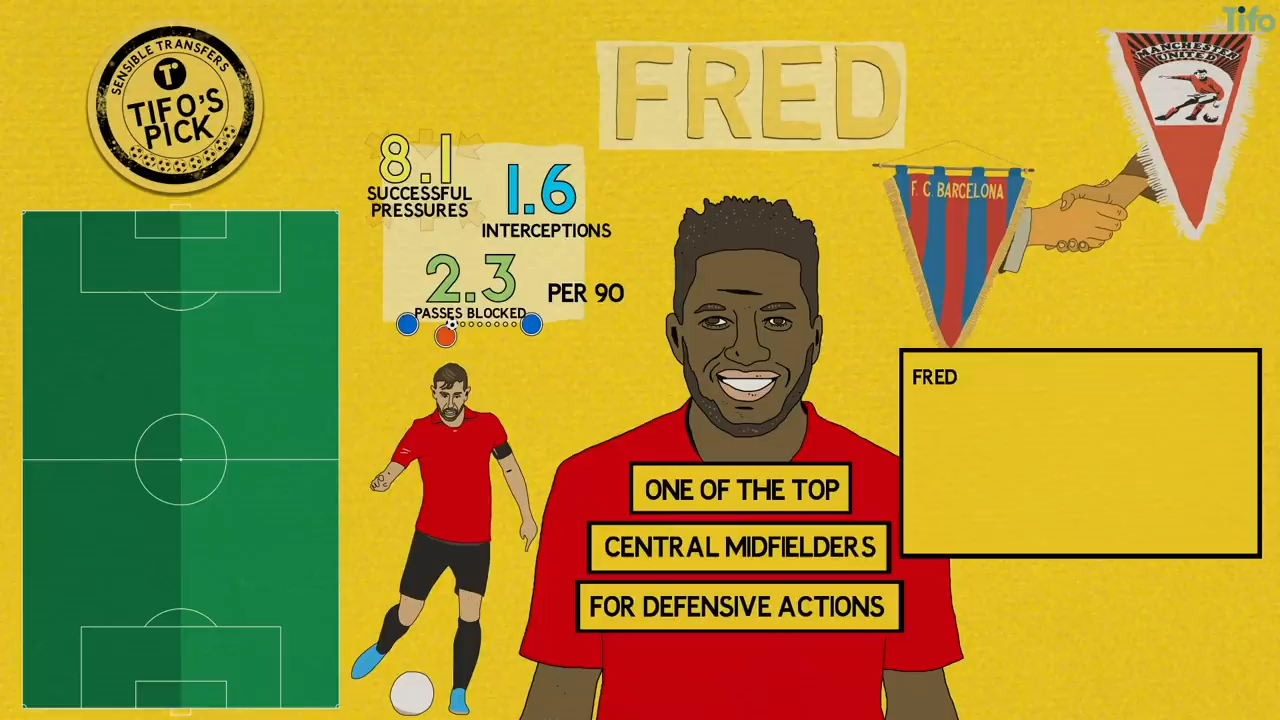 Tifo
SENSIBLE TRANSFERS
T
TIFO'S
PICK
FRED
MANCHESTER
UNITED
8.1
SUCCESSFUL
PRESSURES
1.6
INTERCEPTIONS
2.3
PER 90
PASSES BLOCKED
F. C. BARCELONA
FRED
ONE OF THE TOP
CENTRAL MIDFIELDERS
FOR DEFENSIVE ACTIONS